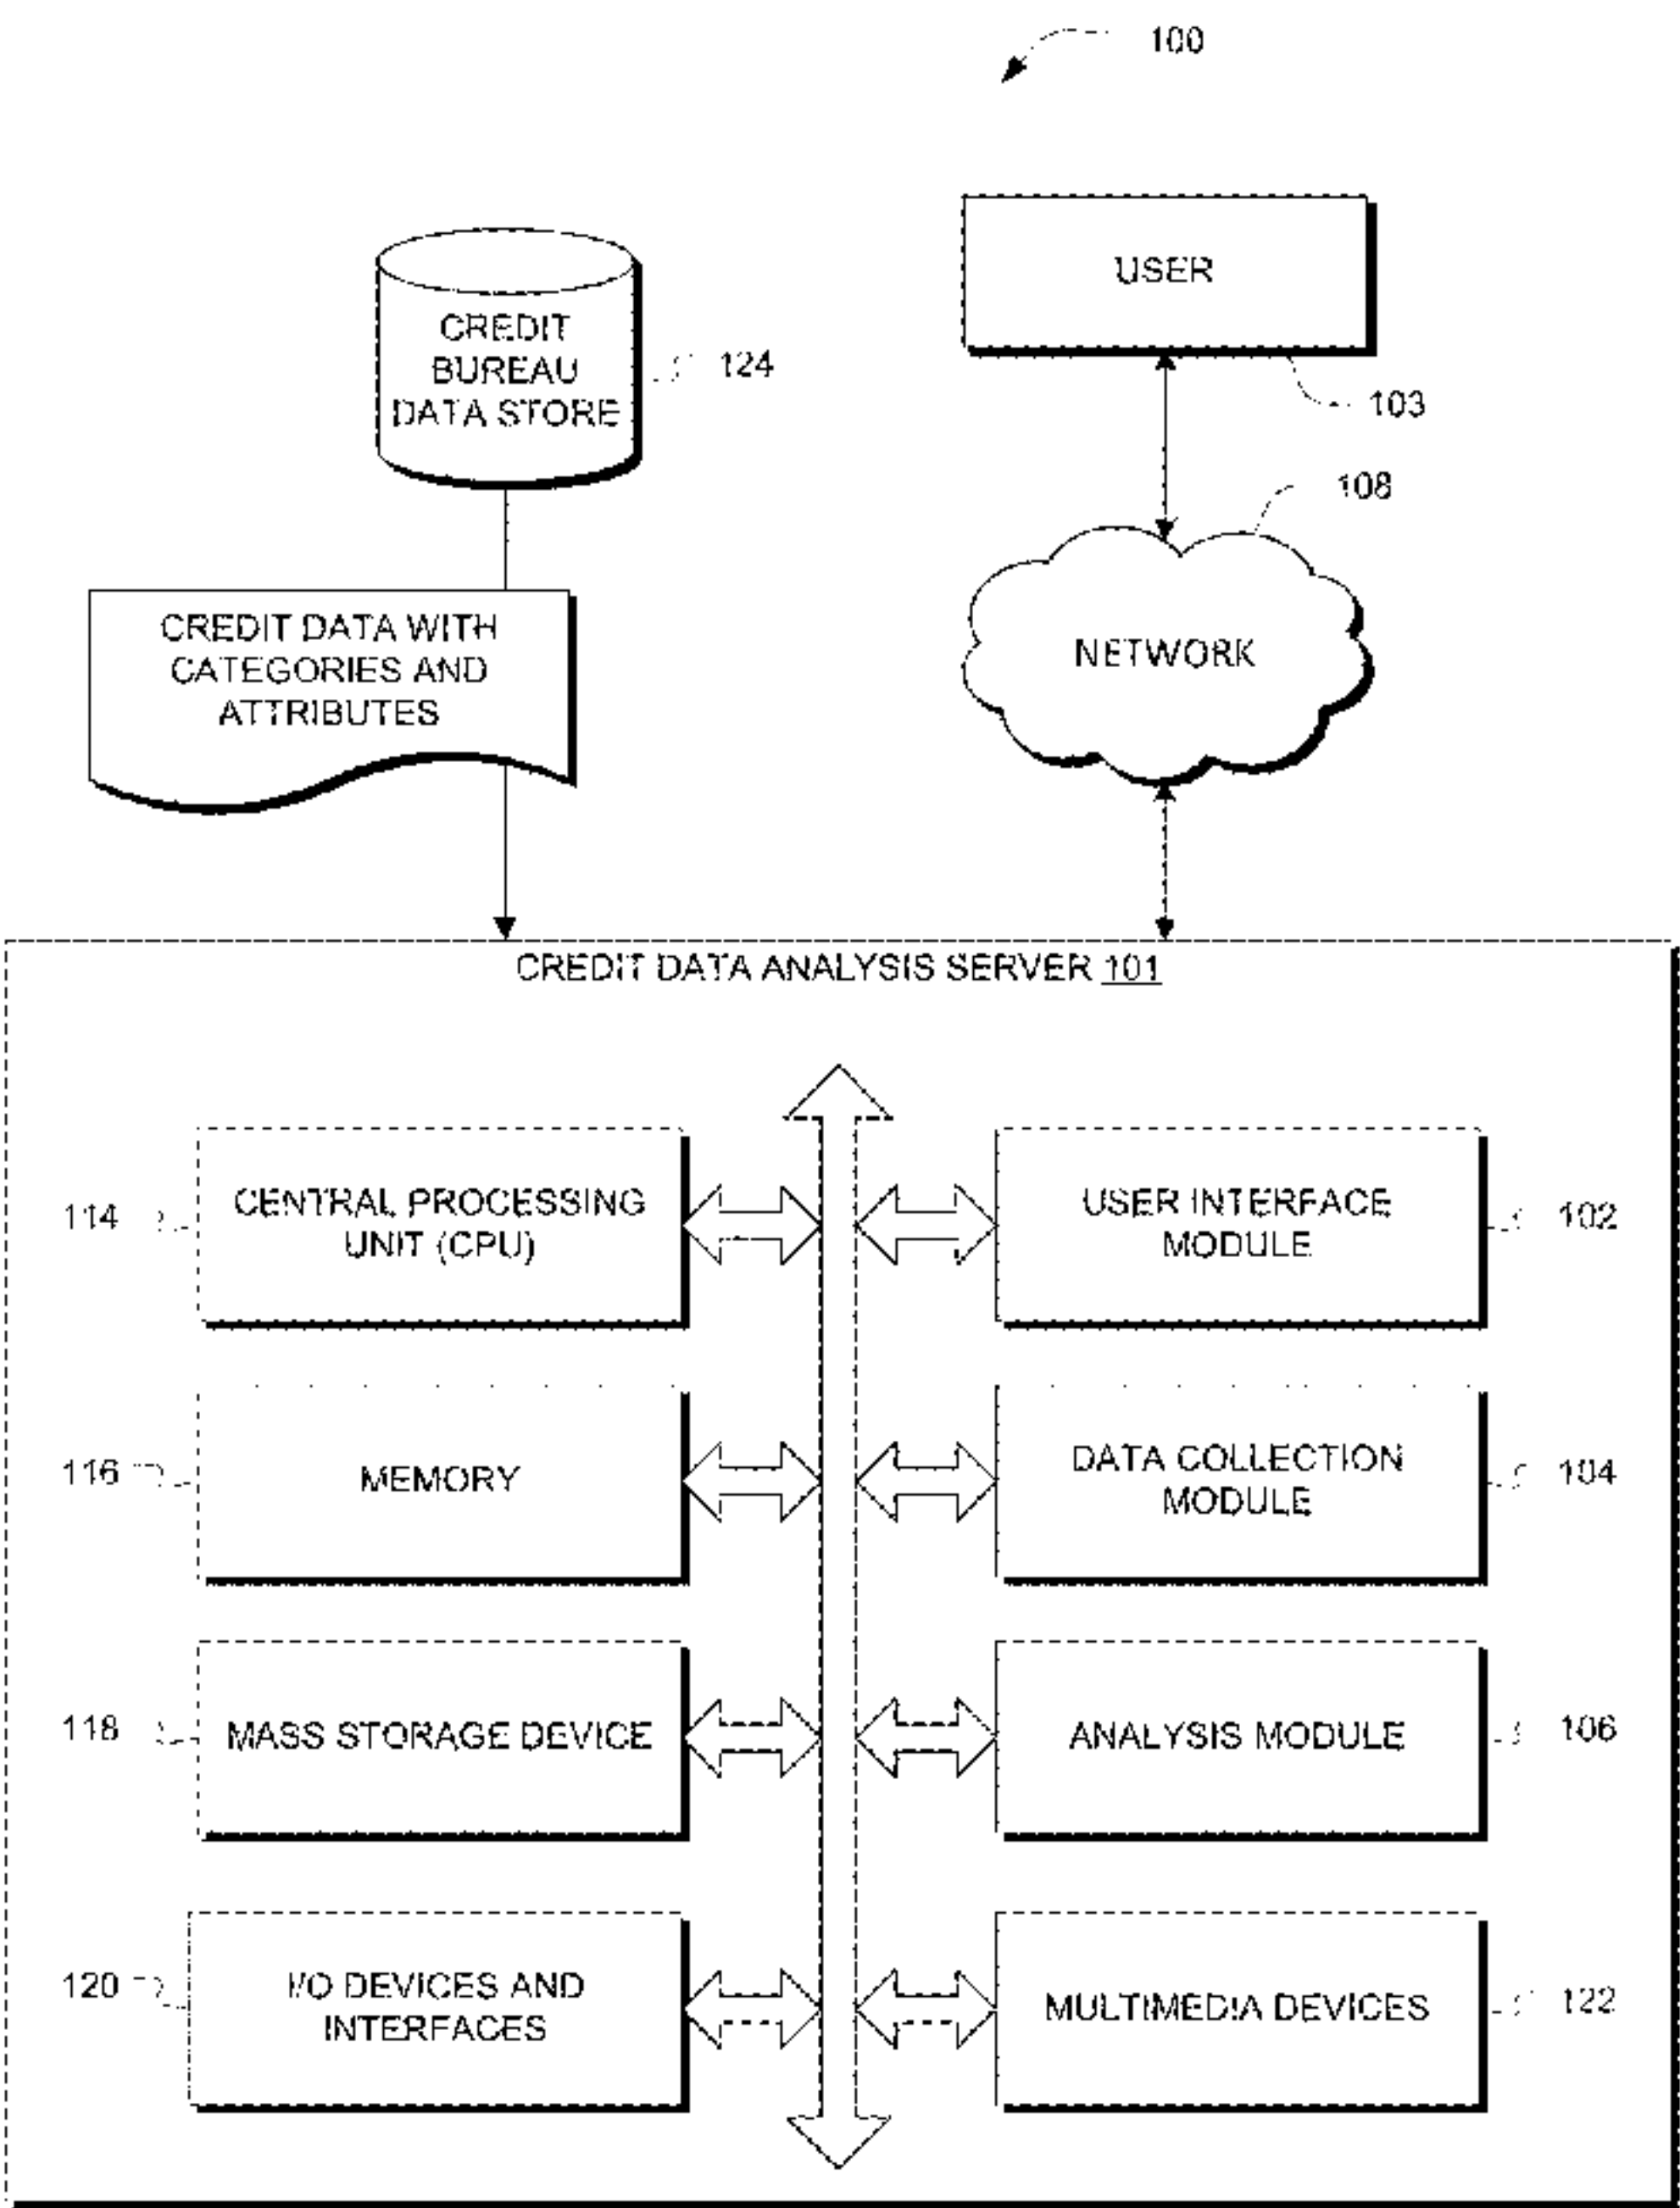 100
USER
103
CREDIT
BUREAU
DATA STORE
124
108
NETWORK
CREDIT DATA WITH
CATEGORIES AND
ATTRIBUTES
CREDIT DATA ANALYSIS SERVER 101
114
CENTRAL PROCESSING
UNIT (CPU)
USER INTERFACE
MODULE
102
116
MEMORY
DATA COLLECTION
MODULE
104
118
MASS STORAGE DEVICE
ANALYSIS MODULE
106
120
I/O DEVICES AND
INTERFACES
MULTIMEDIA DEVICES
122